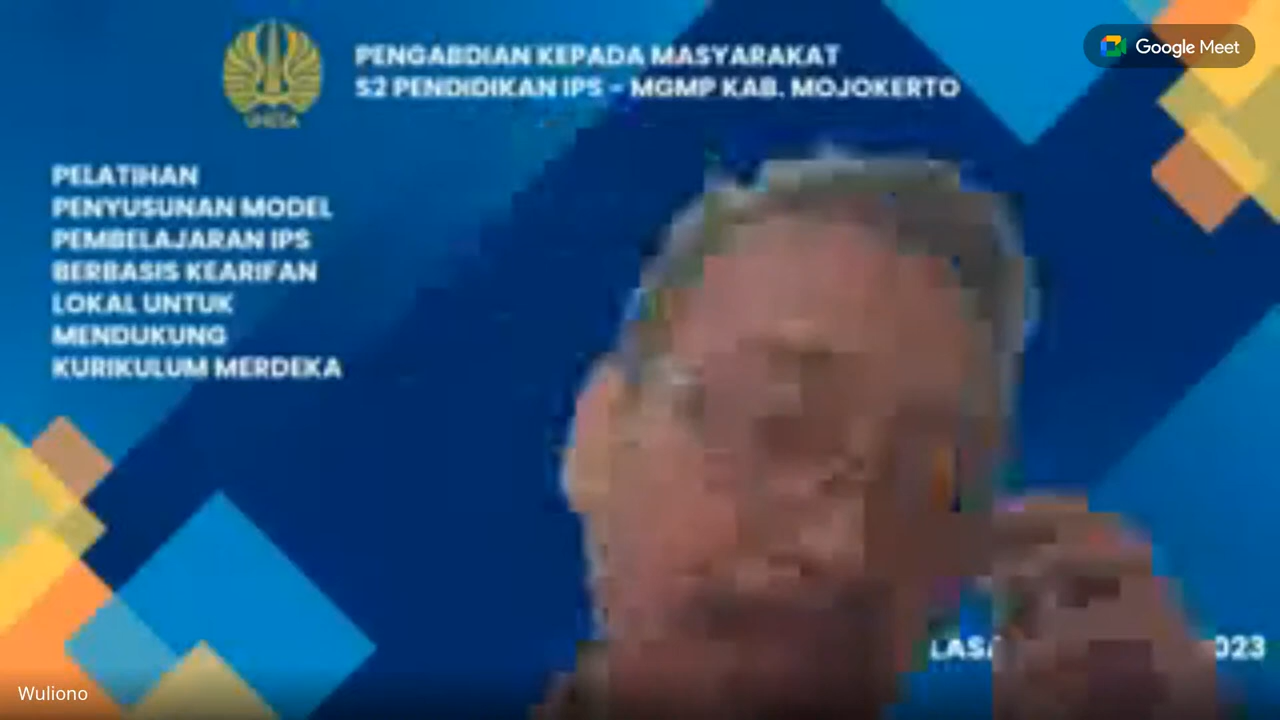 PENGABDIAN KEPADA MASYARAKAT
S2 PENDIDIKAN IPS - MGMP KAB. MOJOKERTO
Google Meet
UNESA
PELATIHAN
PENYUSUNAN MODEL
PEMBELAJARAN IPS
BERBASIS KEARIFAN
LOKAL UNTUK
MENDUKUNG
KURIKULUM MERDEKA
Wuliono